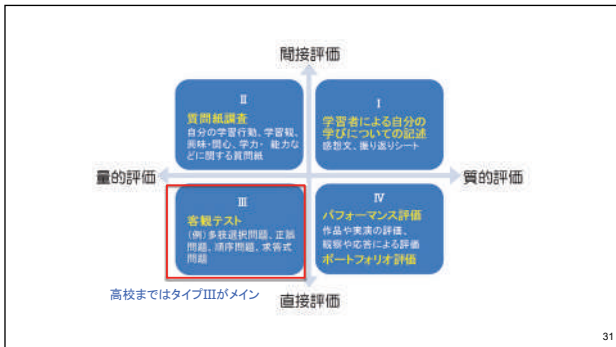 間接評価
Ⅱ
質問紙調査
自分の学習行動、学習観、
興味・関心、学力・能力な
どに関する質問紙
Ⅰ
学習者による自分の
学びについての記述
感想文、振り返りシート
量的評価
質的評価
Ⅲ
客観テスト
(例)多肢選択問題、正誤
問題、順序問題、求答式
問題
Ⅳ
パフォーマンス評価
作品や実演の評価、
観察や応答による評価
ポートフォリオ評価
高校まではタイプIIIがメイン
直接評価
31